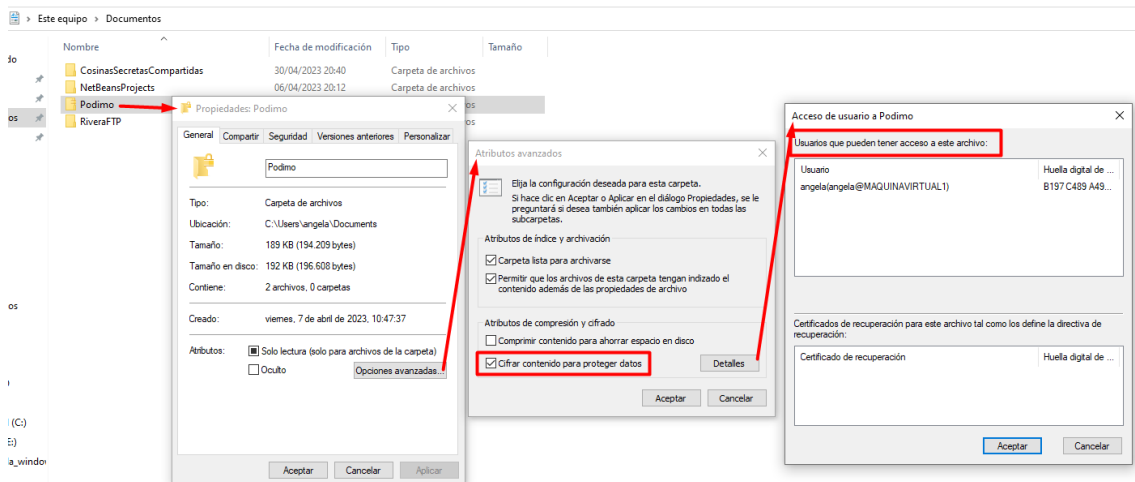 Este equipo > Documentos
Nombre Fecha de modificación Tipo Tamaño
CosinasSecretasCompartidas 30/04/2023 20:40 Carpeta de archivos
NetBeansProjects 06/04/2023 20:12 Carpeta de archivos
Podimo
RiveraFTP
(C:)
E:)
Propiedades: Podimo
General Compartir Seguridad Versiones anteriores Personalizar
Podimo
Tipo: Carpeta de archivos
Ubicación: C:\Users\angela\Documents
Tamaño: 189 KB (194.209 bytes)
Tamaño en disco: 192 KB (196.608 bytes)
Contiene: 2 archivos, 0 carpetas
Creado: viernes, 7 de abril de 2023, 10:47:37
Atributos: Solo lectura (solo para archivos de la carpeta)
Oculto Opciones avanzadas...
Aceptar Cancelar Aplicar
Atributos avanzados
Elija la configuración deseada para esta carpeta.
Si hace clic en Aceptar o Aplicar en el diálogo Propiedades, se le
preguntará si desea también aplicar los cambios en todas las
subcarpetas.
Atributos de índice y archivación
Carpeta lista para archivarse
Permitir que los archivos de esta carpeta tengan indizado el
contenido además de las propiedades de archivo
Atributos de compresión y cifrado
Comprimir contenido para ahorrar espacio en disco
Cifrar contenido para proteger datos Detalles
Aceptar Cancelar
Acceso de usuario a Podimo
Usuarios que pueden tener acceso a este archivo:
Usuario Huella digital de ...
angela(angela@MAQUINAVIRTUAL1) B197 C489 A49...
Certificados de recuperación para este archivo tal como los define la directiva de
recuperación:
Certificado de recuperación Huella digital de ...
Aceptar Cancelar